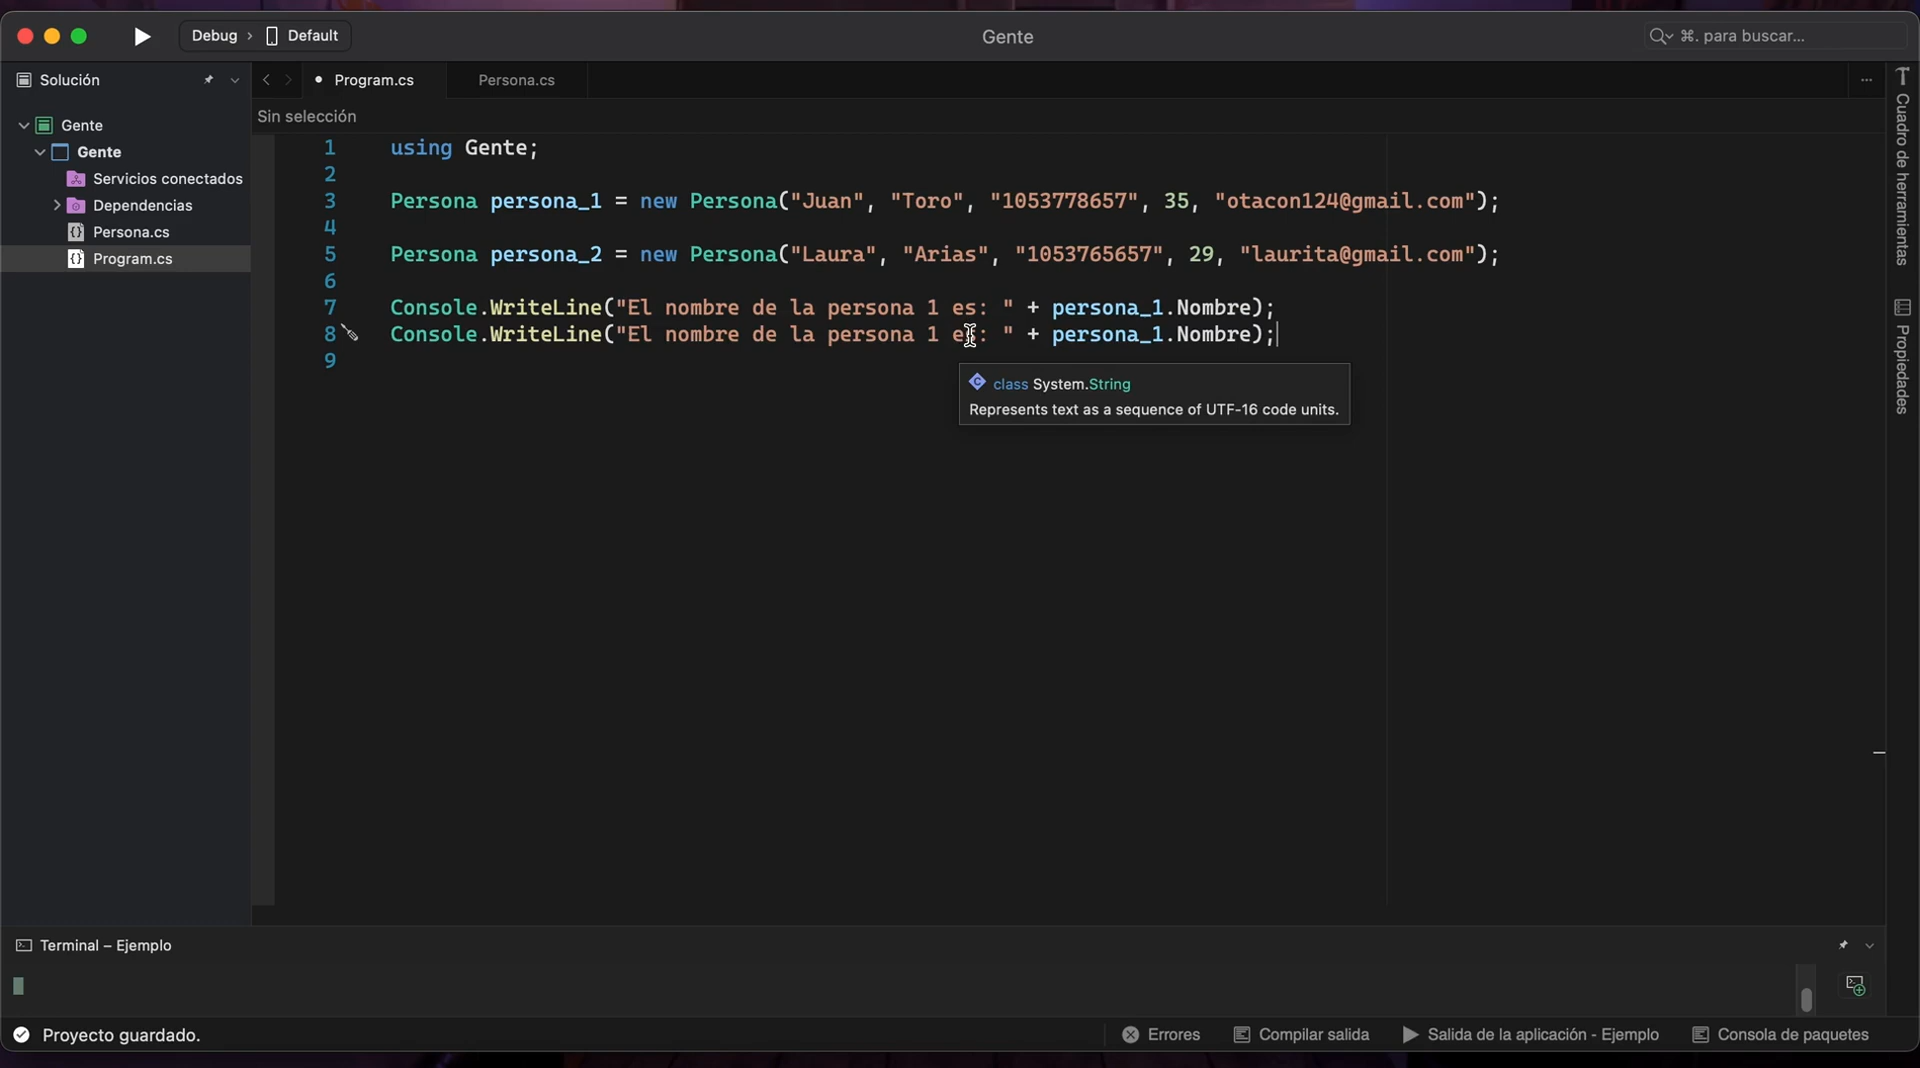 Debug › Default
Gente
⌘. para buscar...
Solución
Program.cs
Persona.cs
...
Cuadro de herramientas
Propiedades
Gente
Gente
Servicios conectados
Dependencias
Persona.cs
Program.cs
Sin selección
1 using Gente;
2
3 Persona persona_1 = new Persona("Juan", "Toro", "1053778657", 35, "otacon124@gmail.com");
4
5 Persona persona_2 = new Persona("Laura", "Arias", "1053765657", 29, "laurita@gmail.com");
6
7 Console.WriteLine("El nombre de la persona 1 es: " + persona_1.Nombre);
8 Console.WriteLine("El nombre de la persona 1 es: " + persona_1.Nombre);
9
class System.String
Represents text as a sequence of UTF-16 code units.
Terminal – Ejemplo
Proyecto guardado.
Errores
Compilar salida
Salida de la aplicación - Ejemplo
Consola de paquetes